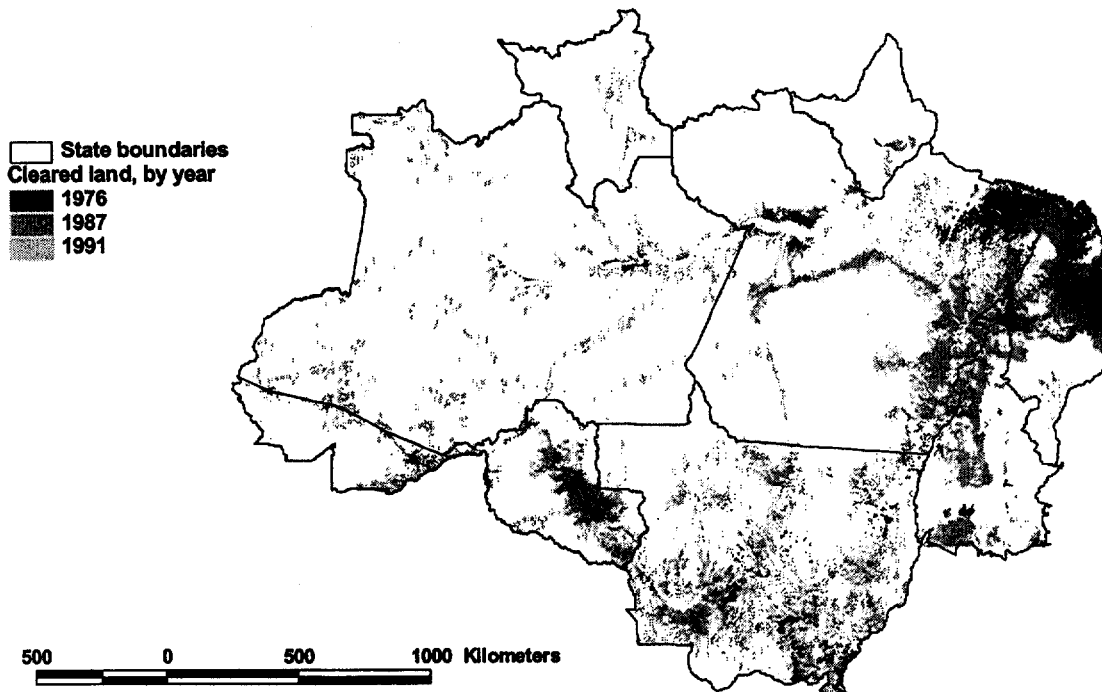 State boundaries
Cleared land, by year
1976
1987
1991
500 0 500 1000 Kilometers